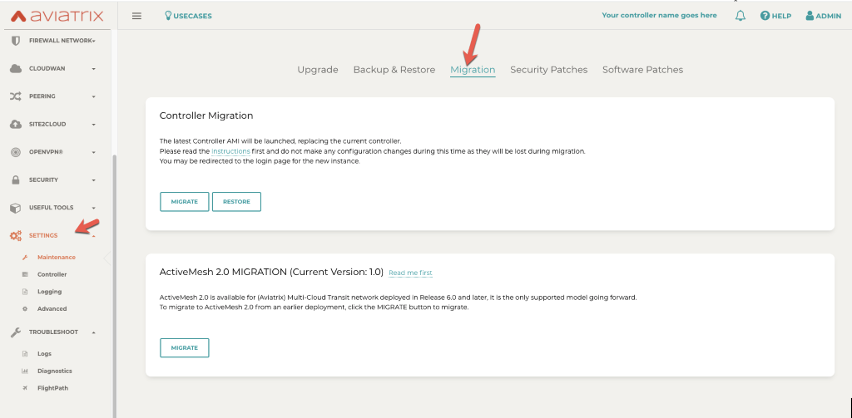 AVIATRIX
USECASES
Your controller name goes here
HELP
ADMIN
FIREWALL NETWORK
CLOUDWAN
PEERING
SITE2CLOUD
OPENVPN®
SECURITY
USEFUL TOOLS
SETTINGS
Maintenance
Controller
Logging
Advanced
TROUBLESHOOT
Logs
Diagnostics
FlightPath
Upgrade Backup & Restore Migration Security Patches Software Patches
Controller Migration
The latest Controller AMI will be launched, replacing the current controller.
Please read the instructions first and do not make any configuration changes during this time as they will be lost during migration.
You may be redirected to the login page for the new instance.
MIGRATE RESTORE
ActiveMesh 2.0 MIGRATION (Current Version: 1.0) Read me first
ActiveMesh 2.0 is available for (Aviatrix) Multi-Cloud Transit network deployed in Release 6.0 and later, it is the only supported model going forward.
To migrate to ActiveMesh 2.0 from an earlier deployment, click the MIGRATE button to migrate.
MIGRATE